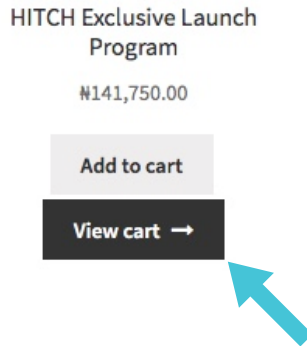 HITCH Exclusive Launch
Program
₦141,750.00
Add to cart
View cart →